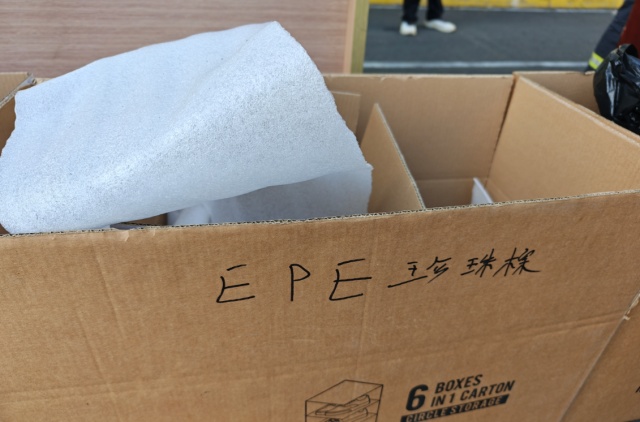 EPE 珍珠棉
6 BOXES
IN 1 CARTON
CIRCLE STORAGE